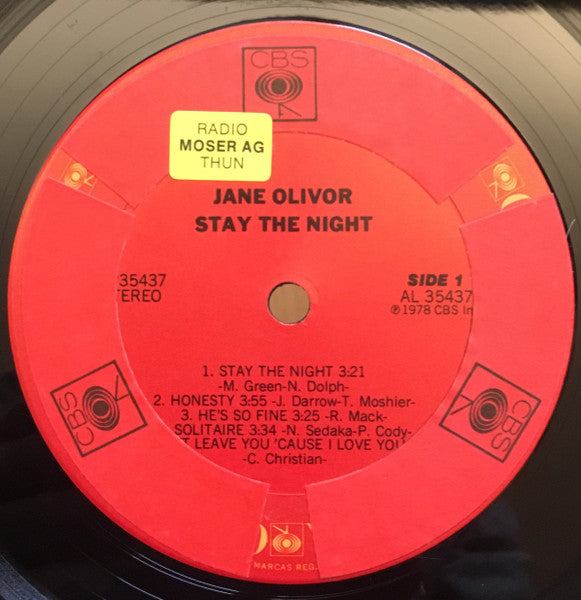 CBS
RADIO
MOSER AG
THUN
JANE OLIVOR
STAY THE NIGHT
35437
TEREO
SIDE 1
AL 35437
℗ 1978 CBS In
1. STAY THE NIGHT 3:21
-M. Green-N. Dolph-
2. HONESTY 3:55 -J. Darrow-T. Moshier-
3. HE'S SO FINE 3:25 -R. Mack-
SOLITAIRE 3:34 -N. Sedaka-P. Cody-
T LEAVE YOU 'CAUSE I LOVE YOU
-C. Christian-
CBS
CBS
MARCAS REG.